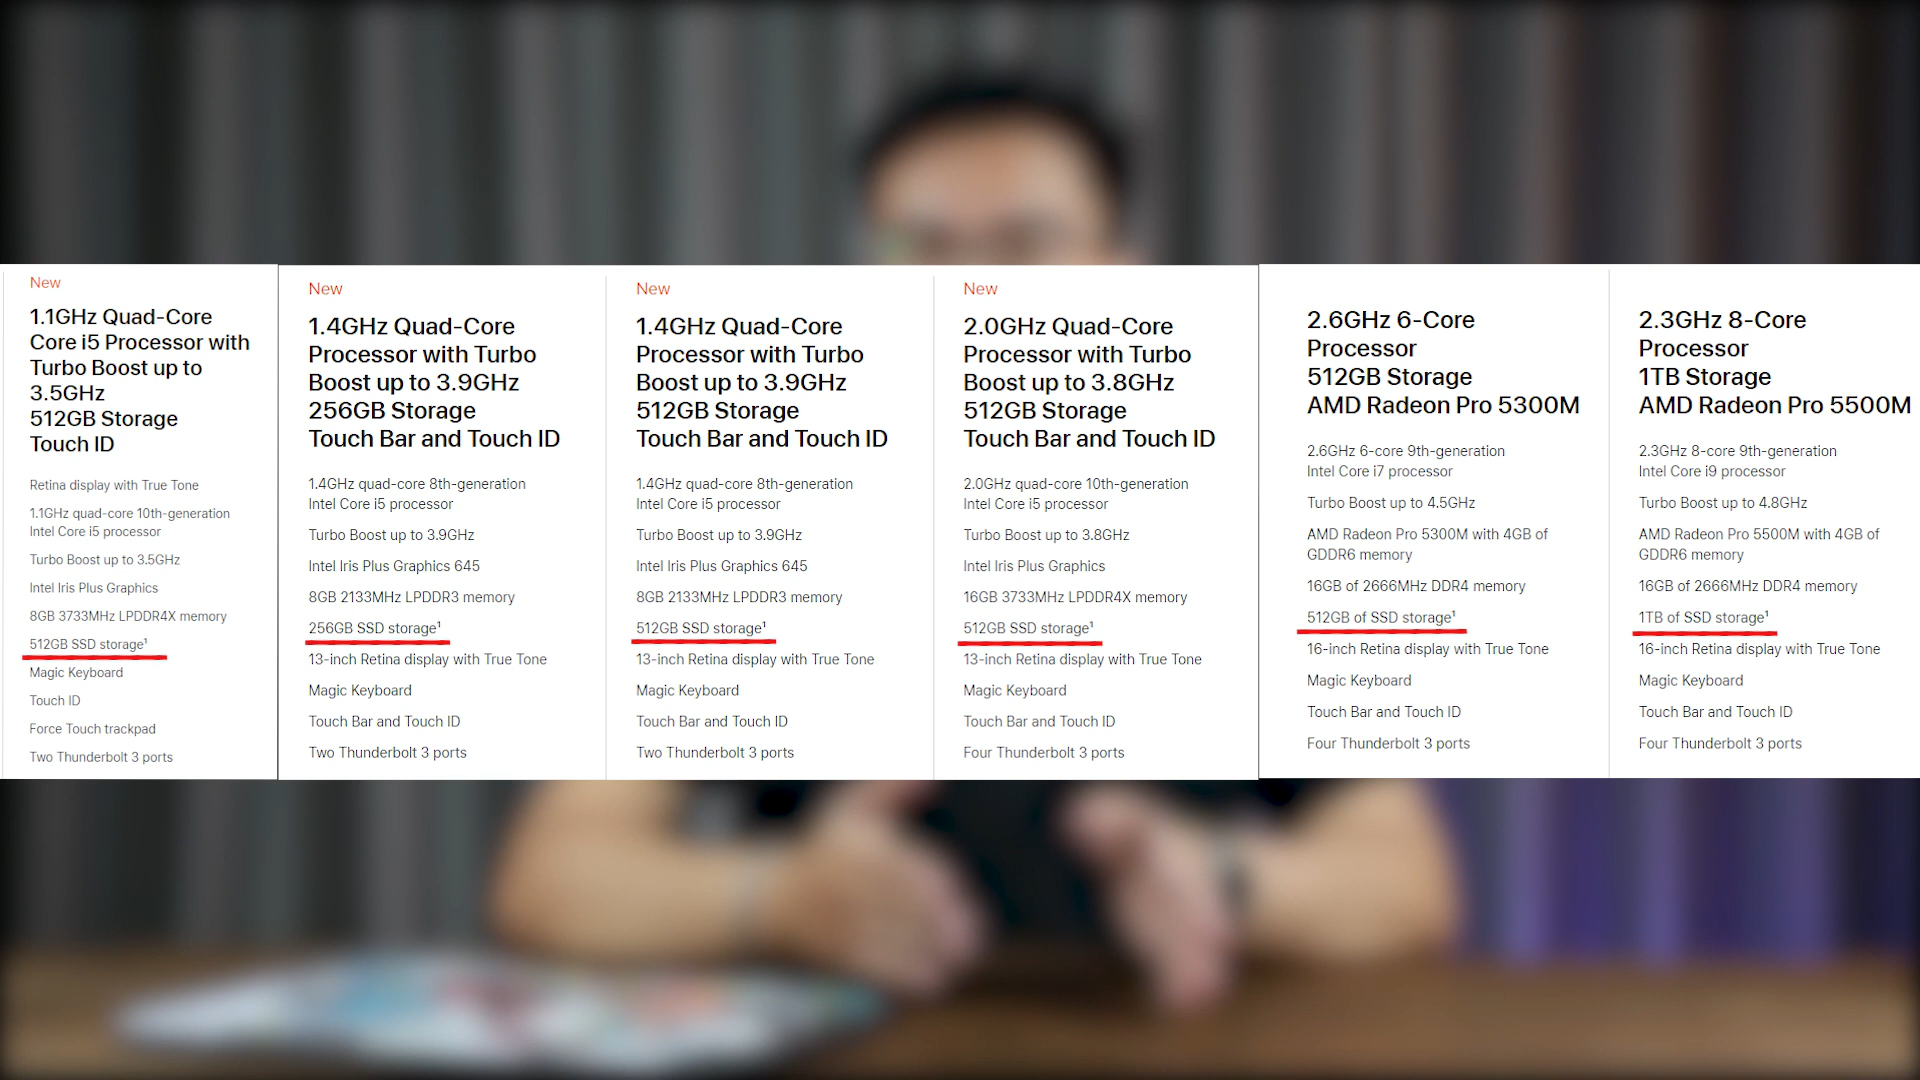 New
1.1GHz Quad-Core
Core i5 Processor with
Turbo Boost up to
3.5GHz
512GB Storage
Touch ID
Retina display with True Tone
1.1GHz quad-core 10th-generation
Intel Core i5 processor
Turbo Boost up to 3.5GHz
Intel Iris Plus Graphics
8GB 3733MHz LPDDR4X memory
512GB SSD storage¹
Magic Keyboard
Touch ID
Force Touch trackpad
Two Thunderbolt 3 ports
New
1.4GHz Quad-Core
Processor with Turbo
Boost up to 3.9GHz
256GB Storage
Touch Bar and Touch ID
1.4GHz quad-core 8th-generation
Intel Core i5 processor
Turbo Boost up to 3.9GHz
Intel Iris Plus Graphics 645
8GB 2133MHz LPDDR3 memory
256GB SSD storage¹
13-inch Retina display with True Tone
Magic Keyboard
Touch Bar and Touch ID
Two Thunderbolt 3 ports
New
1.4GHz Quad-Core
Processor with Turbo
Boost up to 3.9GHz
512GB Storage
Touch Bar and Touch ID
1.4GHz quad-core 8th-generation
Intel Core i5 processor
Turbo Boost up to 3.9GHz
Intel Iris Plus Graphics 645
8GB 2133MHz LPDDR3 memory
512GB SSD storage¹
13-inch Retina display with True Tone
Magic Keyboard
Touch Bar and Touch ID
Two Thunderbolt 3 ports
New
2.0GHz Quad-Core
Processor with Turbo
Boost up to 3.8GHz
512GB Storage
Touch Bar and Touch ID
2.0GHz quad-core 10th-generation
Intel Core i5 processor
Turbo Boost up to 3.8GHz
Intel Iris Plus Graphics
16GB 3733MHz LPDDR4X memory
512GB SSD storage¹
13-inch Retina display with True Tone
Magic Keyboard
Touch Bar and Touch ID
Four Thunderbolt 3 ports
2.6GHz 6-Core
Processor
512GB Storage
AMD Radeon Pro 5300M
2.6GHz 6-core 9th-generation
Intel Core i7 processor
Turbo Boost up to 4.5GHz
AMD Radeon Pro 5300M with 4GB of
GDDR6 memory
16GB of 2666MHz DDR4 memory
512GB of SSD storage¹
16-inch Retina display with True Tone
Magic Keyboard
Touch Bar and Touch ID
Four Thunderbolt 3 ports
2.3GHz 8-Core
Processor
1TB Storage
AMD Radeon Pro 5500M
2.3GHz 8-core 9th-generation
Intel Core i9 processor
Turbo Boost up to 4.8GHz
AMD Radeon Pro 5500M with 4GB of
GDDR6 memory
16GB of 2666MHz DDR4 memory
1TB of SSD storage¹
16-inch Retina display with True Tone
Magic Keyboard
Touch Bar and Touch ID
Four Thunderbolt 3 ports